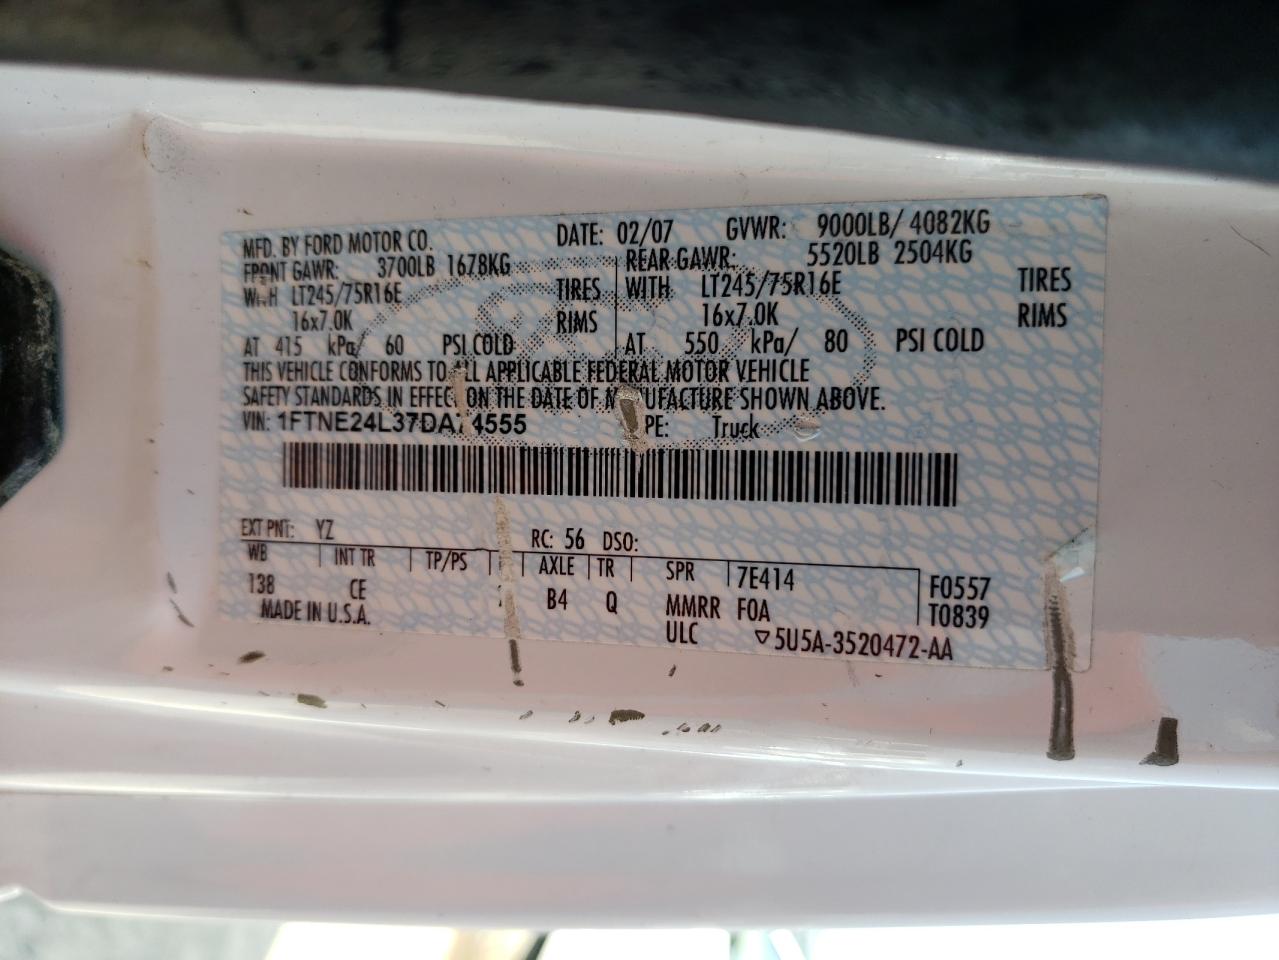 MFD. BY FORD MOTOR CO. DATE: 02/07 GVWR: 9000LB/ 4082KG
FRONT GAWR: 3700LB 1678KG REAR GAWR: 5520LB 2504KG
WITH LT245/75R16E TIRES WITH LT245/75R16E TIRES
16x7.0K RIMS 16x7.0K RIMS
AT 415 kPa/ 60 PSI COLD AT 550 kPa/ 80 PSI COLD
THIS VEHICLE CONFORMS TO ALL APPLICABLE FEDERAL MOTOR VEHICLE
SAFETY STANDARDS IN EFFECT ON THE DATE OF MANUFACTURE SHOWN ABOVE.
VIN: Truck
EXT PNT: YZ RC: 56 DSO:
WB INT TR TP/PS AXLE TR SPR 7E414 F0557
138 CE B4 Q MMRR FOA T0839
MADE IN U.S.A. ULC ▽5U5A-3520472-AA